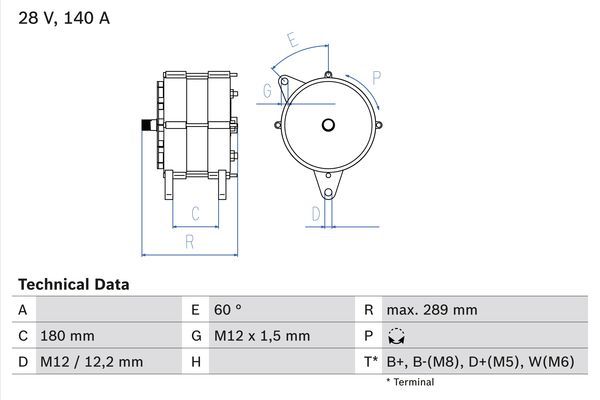 28 V, 140 A
E
P
G
C
D
R
Technical Data
A E 60 ° R max. 289 mm
C 180 mm G M12 x 1,5 mm P
D M12 / 12,2 mm H T* B+, B-(M8), D+(M5), W(M6)
* Terminal